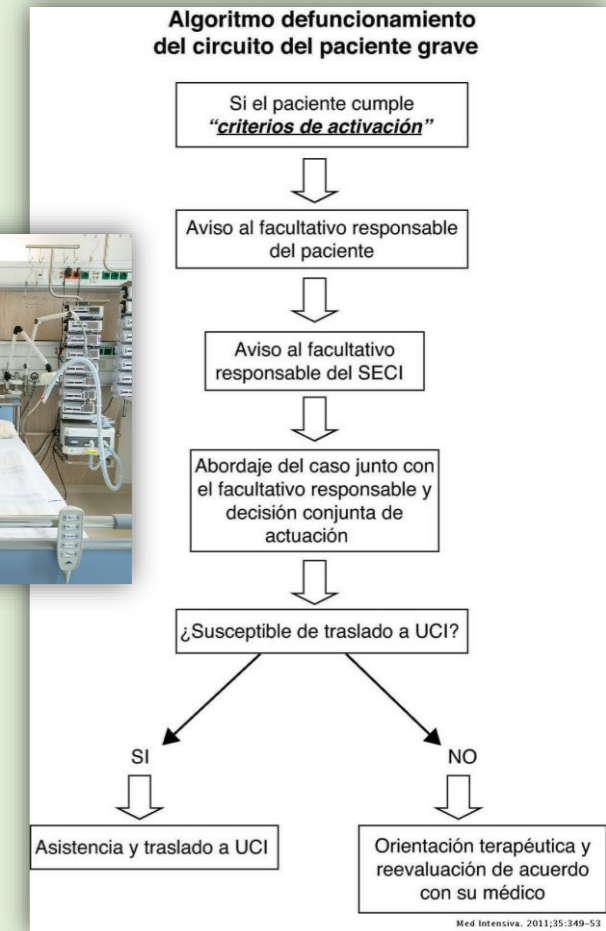 Algoritmo defuncionamiento
del circuito del paciente grave
Si el paciente cumple
“criterios de activación”
Aviso al facultativo responsable
del paciente
Aviso al facultativo
responsable del SECI
Abordaje del caso junto con
el facultativo responsable y
decisión conjunta de
actuación
¿Susceptible de traslado a UCI?
SI
NO
Asistencia y traslado a UCI
Orientación terapéutica y
reevaluación de acuerdo
con su médico
Med Intensiva. 2011;35:349–53